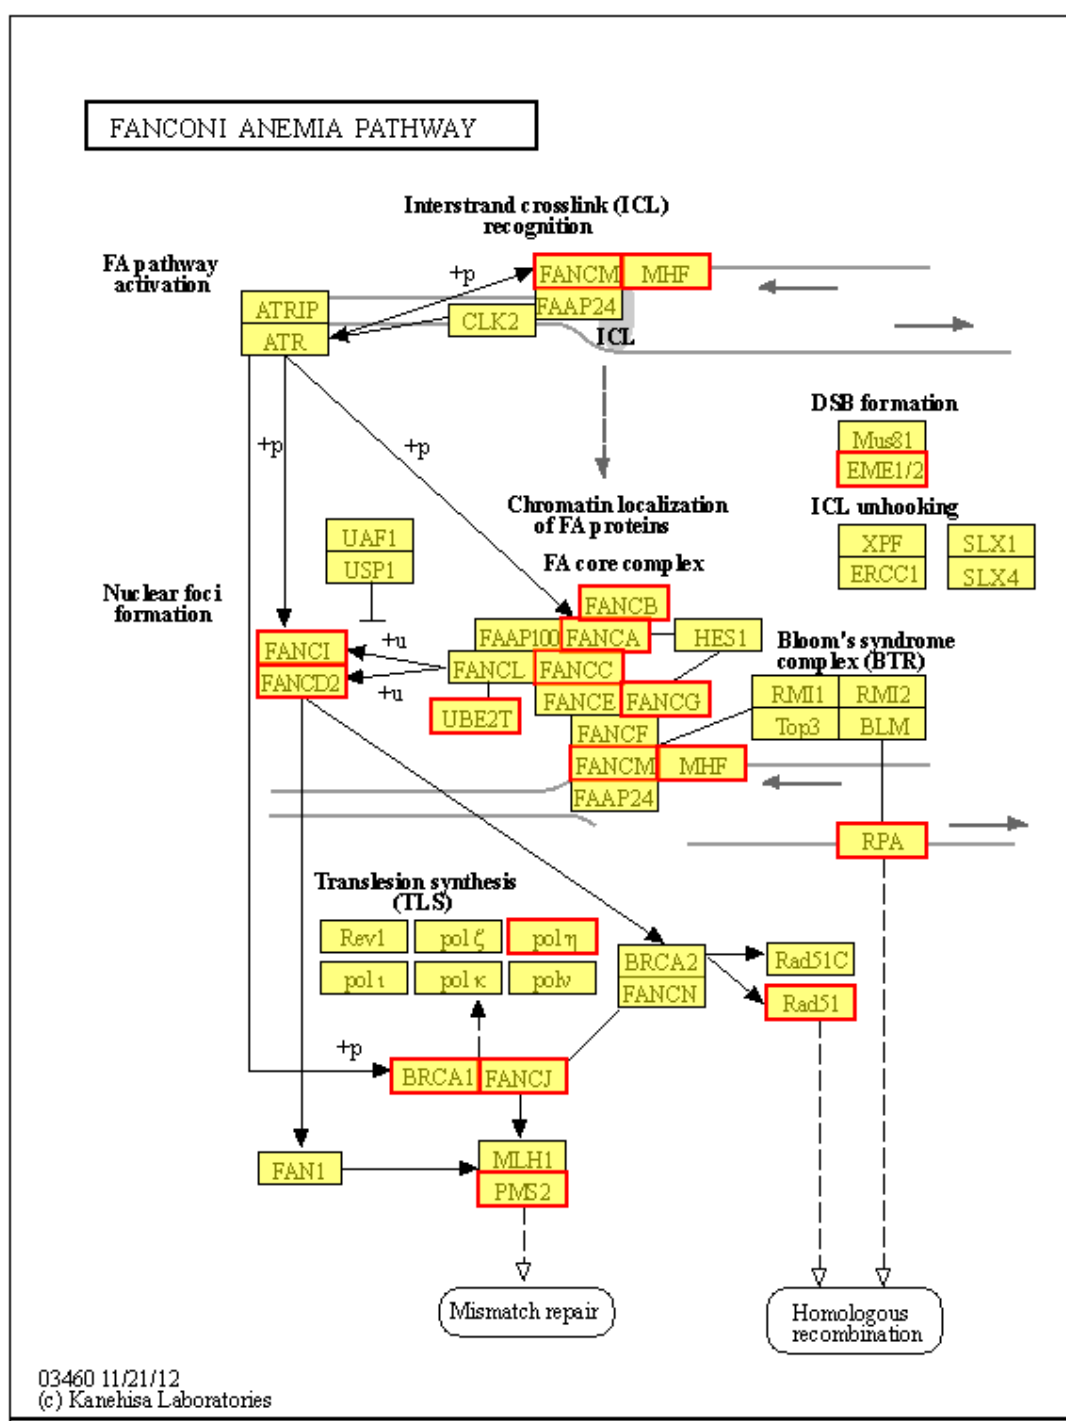 FANCONI ANEMIA PATHWAY
Interstrand crosslink (ICL)
recognition
FA pathway
activation
+p
FANCM MHF
ATRIP
FAAP24
CLK2
ATR
ICL
DSB formation
+p
+p
Mus81
EME1/2
Chromatin localization
of FA proteins
ICL unhooking
UAF1
XPF
SLX1
USP1
FA core complex
ERCC1
SLX4
Nuclear foci
formation
FANCB
FAAP100 FANCA
HES1
Bloom's syndrome
complex (BTR)
FANCI
+u
FANCL FANCC
FANCD2
+u
FANCE FANCG
RMI1 RMI2
UBE2T
FANCF
Top3 BLM
FANCM MHF
FAAP24
RPA
Translesion synthesis
(TLS)
Rev1
pol ζ
pol η
BRCA2
Rad51C
pol ι
pol κ
polν
FANCN
Rad51
+p
BRCA1 FANCJ
MLH1
FAN1
PMS2
Mismatch repair
Homologous
recombination
03460 11/21/12
(c) Kanehisa Laboratories